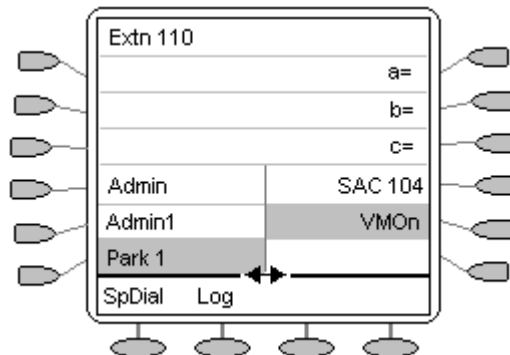 Extn 110
a=
b=
c=
Admin SAC 104
Admin1 VMOn
Park 1
SpDial Log